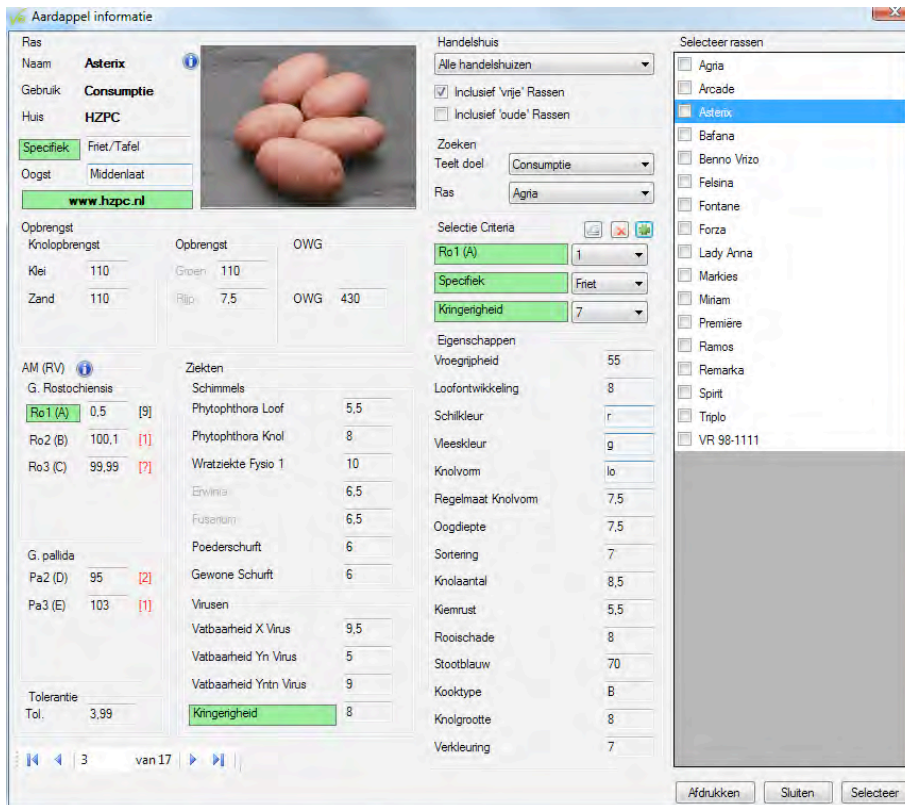 Aardappel informatie
Ras
Naam Asterix
Gebruik Consumptie
Huis HZPC
Specifiek Friet/Tafel
Oogst Middenlaat
www.hzpc.nl
Handelshuis
Alle handelshuizen
Inclusief 'vrije' Rassen
Inclusief 'oude' Rassen
Zoeken
Teelt doel Consumptie
Ras Agria
Opbrengst
Knolopbrengst
Klei 110
Zand 110
Opbrengst
Groen 110
Rijp 7,5
OWG
OWG 430
Selectie Criteria
Ro1 (A) 1
Specifiek Friet
Kringerigheid 7
AM (RV)
G. Rostochiensis
Ro1 (A) 0,5 [9]
Ro2 (B) 100,1 [1]
Ro3 (C) 99,99 [?]
G. pallida
Pa2 (D) 95 [2]
Pa3 (E) 103 [1]
Tolerantie
Tol. 3,99
Ziekten
Schimmels
Phytophthora Loof 5,5
Phytophthora Knol 8
Wratziekte Fysio 1 10
Erwinia 6,5
Fusarium 6,5
Poederschurft 6
Gewone Schurft 6
Virusen
Vatbaarheid X Virus 9,5
Vatbaarheid Yn Virus 5
Vatbaarheid Yntn Virus 9
Kringerigheid 8
Eigenschappen
Vroegrijpheid 55
Loofontwikkeling 8
Schilkleur r
Vleeskleur g
Knolvorm lo
Regelmaat Knolvorm 7,5
Oogdiepte 7,5
Sortering 7
Knolaantal 8,5
Kiemrust 5,5
Rooischade 8
Stootblauw 70
Kooktype B
Knolgrootte 8
Verkleuring 7
3 van 17
Selecteer rassen
Agria
Arcade
Asterix
Bafana
Benno Vrizo
Felsina
Fontane
Forza
Lady Anna
Markies
Miriam
Première
Ramos
Remarka
Spirit
Triplo
VR 98-1111
Afdrukken Sluiten Selecteer